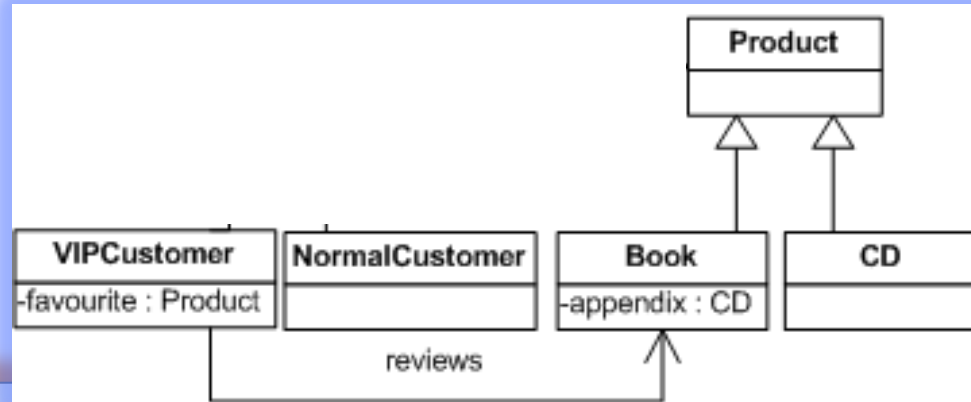 Product
VIPCustomer
-favourite : Product
NormalCustomer
Book
-appendix : CD
CD
reviews